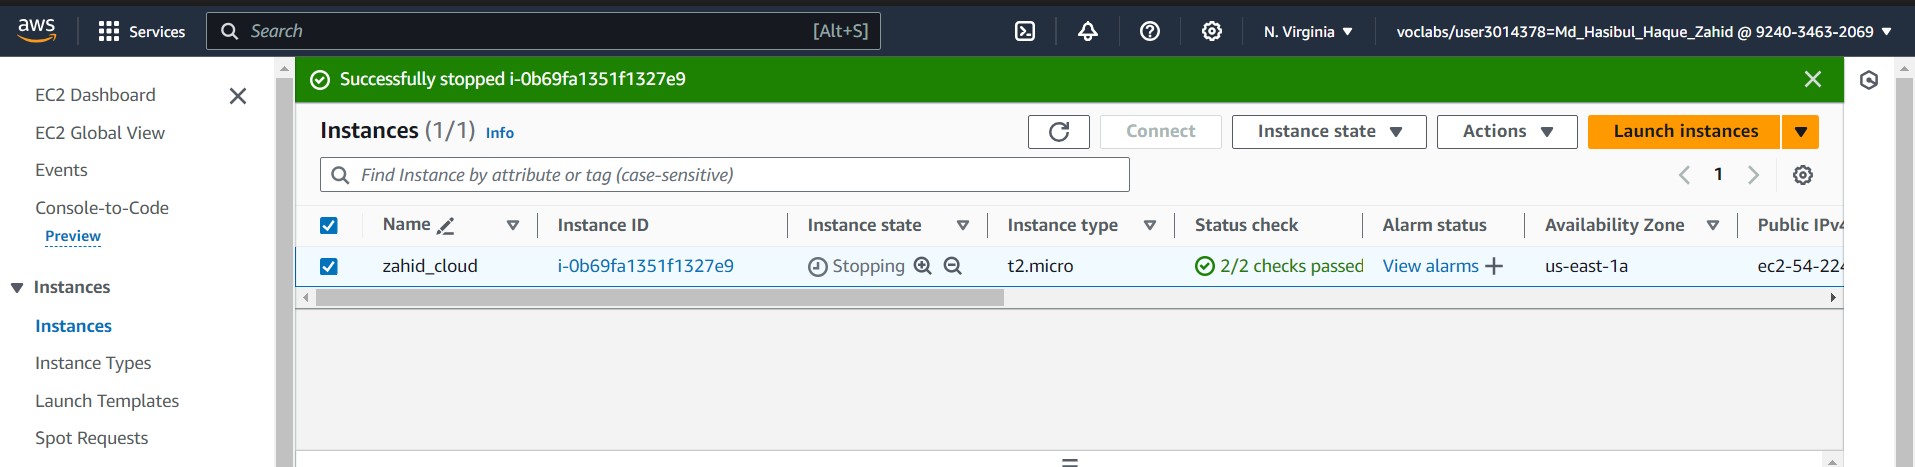 aws
Services
Search
[Alt+S]
N. Virginia
voclabs/user3014378=Md_Hasibul_Haque_Zahid @ 9240-3463-2069
EC2 Dashboard
EC2 Global View
Events
Console-to-Code
Preview
Instances
Instances
Instance Types
Launch Templates
Spot Requests
Successfully stopped i-0b69fa1351f1327e9
Instances (1/1) Info
Connect
Instance state
Actions
Launch instances
Find Instance by attribute or tag (case-sensitive)
1
Name Instance ID Instance state Instance type Status check Alarm status Availability Zone Public IPv4
zahid_cloud i-0b69fa1351f1327e9 Stopping t2.micro 2/2 checks passed View alarms us-east-1a ec2-54-224